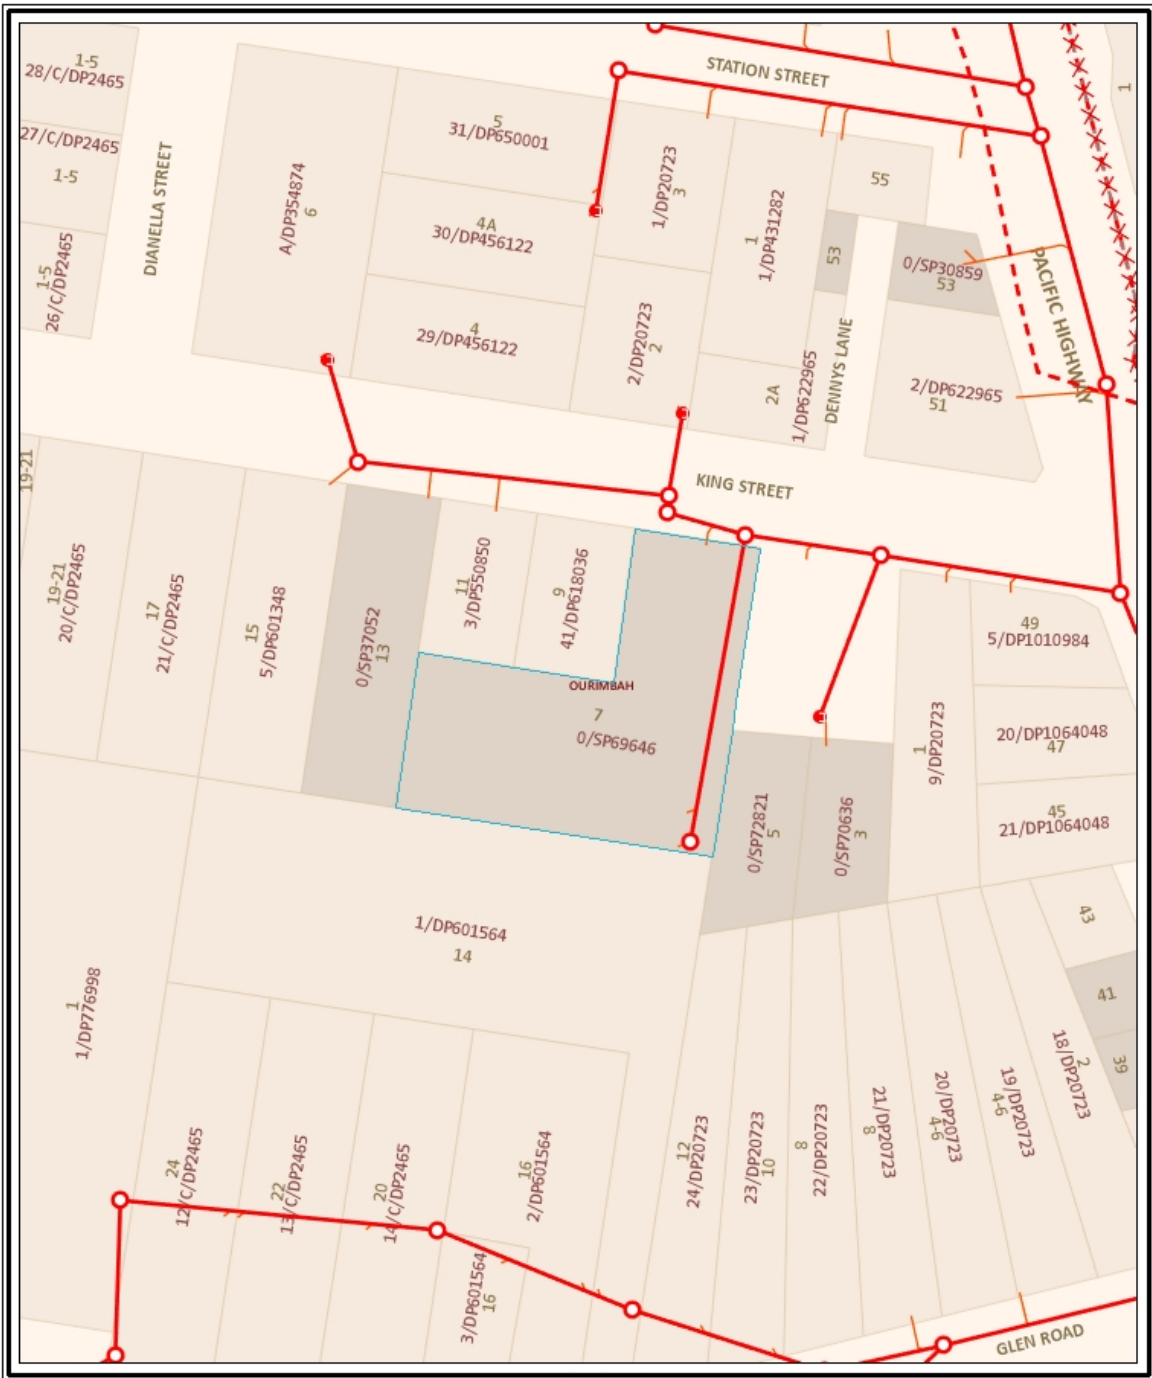 1-5
28/C/DP2465
27/C/DP2465
1-5
1-5
26/C/DP2465
DIANELLA STREET
A/DP354874
6
5
31/DP650001
4A
30/DP456122
4
29/DP456122
STATION STREET
1/DP20723
3
2/DP20723
2
1
1/DP431282
2A
1/DP622965
55
53
DENNYS LANE
0/SP30859
53
2/DP622965
51
PACIFIC HIGHWAY
1
KING STREET
19-21
19-21
20/C/DP2465
17
21/C/DP2465
15
5/DP601348
0/SP37052
13
11
3/DP550850
9
41/DP618036
OURIMBAH
7
0/SP69646
0/SP72821
5
0/SP70636
3
1
9/DP20723
49
5/DP1010984
20/DP1064048
47
45
21/DP1064048
43
41
39
1/DP601564
14
1
1/DP776998
24
12/C/DP2465
22
13/C/DP2465
20
14/C/DP2465
16
2/DP601564
3/DP601564
16
12
24/DP20723
23/DP20723
10
8
22/DP20723
21/DP20723
8
20/DP20723
4-6
19/DP20723
4-6
18/DP20723
2
GLEN ROAD